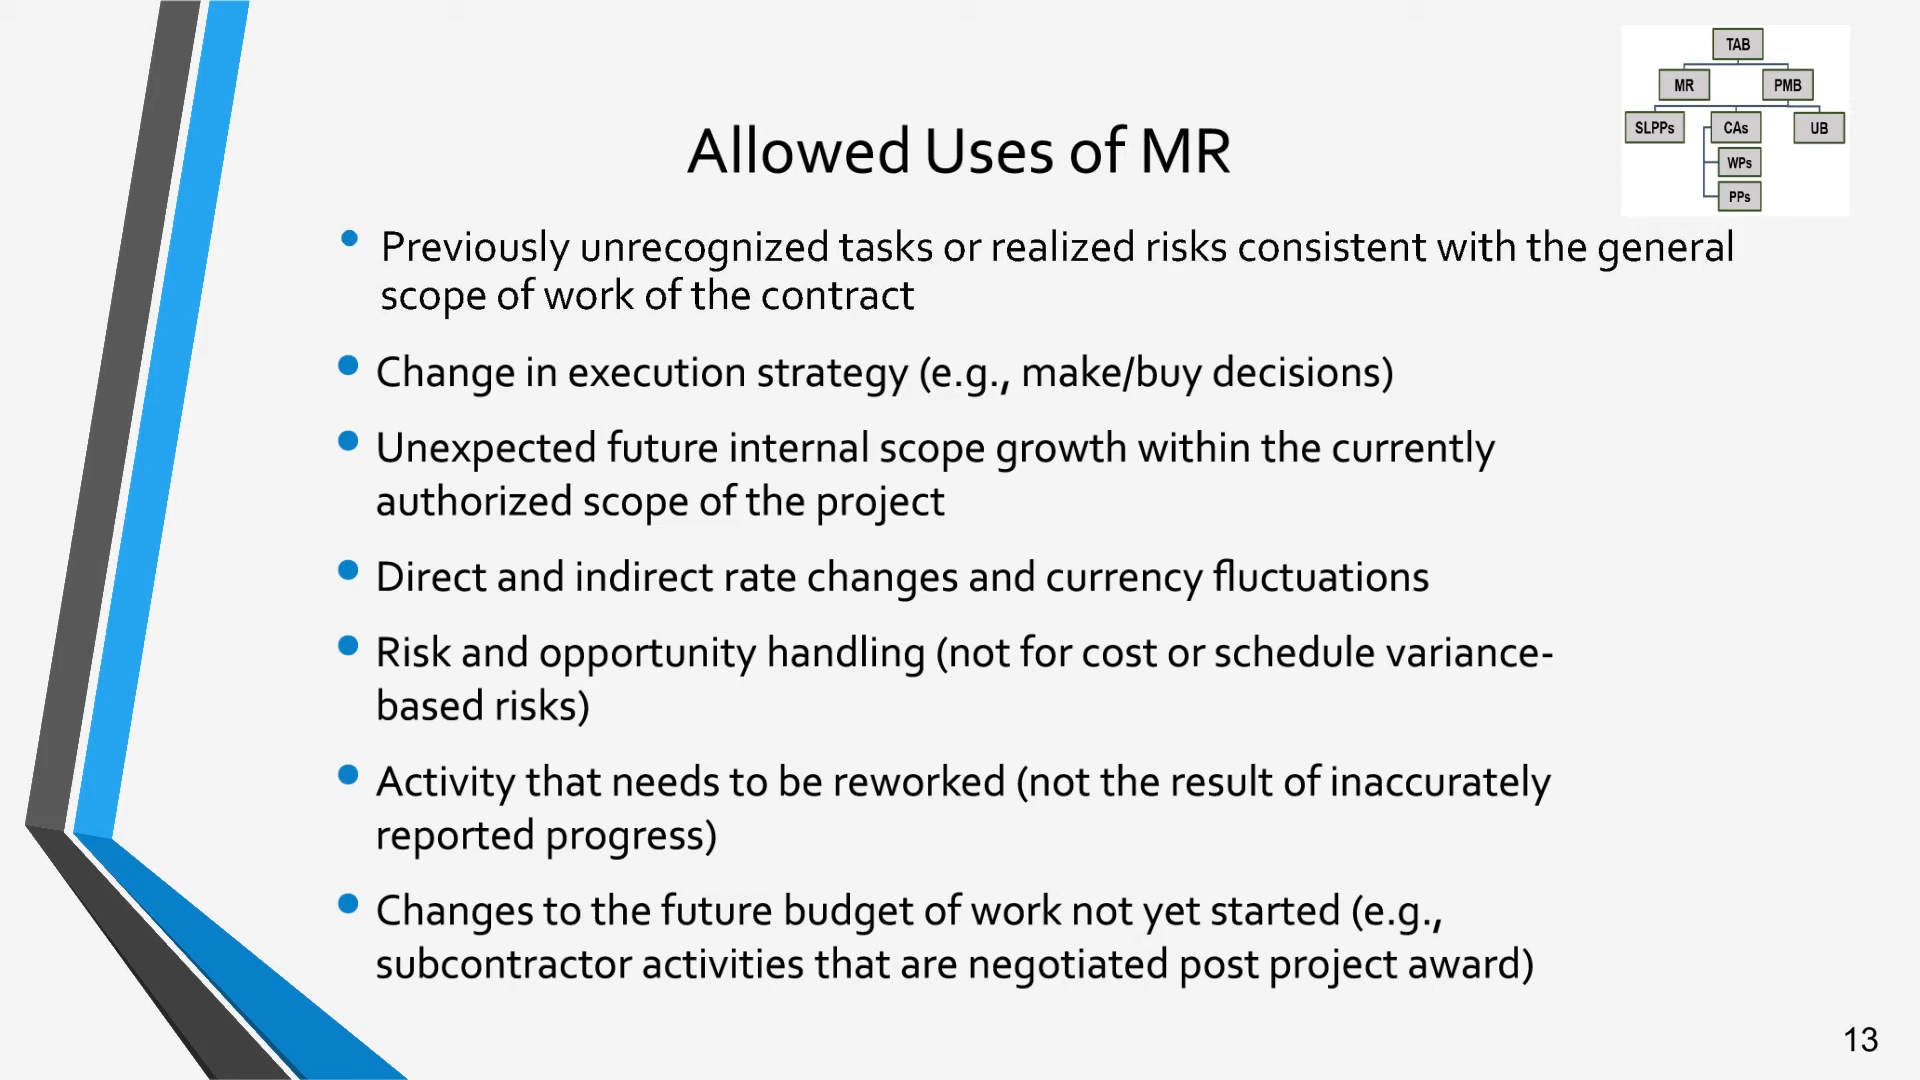 TAB
MR PMB
SLPPs CAs UB
WPs
PPs
Allowed Uses of MR
• Previously unrecognized tasks or realized risks consistent with the general
scope of work of the contract
• Change in execution strategy (e.g., make/buy decisions)
• Unexpected future internal scope growth within the currently
authorized scope of the project
• Direct and indirect rate changes and currency fluctuations
• Risk and opportunity handling (not for cost or schedule variance-
based risks)
• Activity that needs to be reworked (not the result of inaccurately
reported progress)
• Changes to the future budget of work not yet started (e.g.,
subcontractor activities that are negotiated post project award)
13